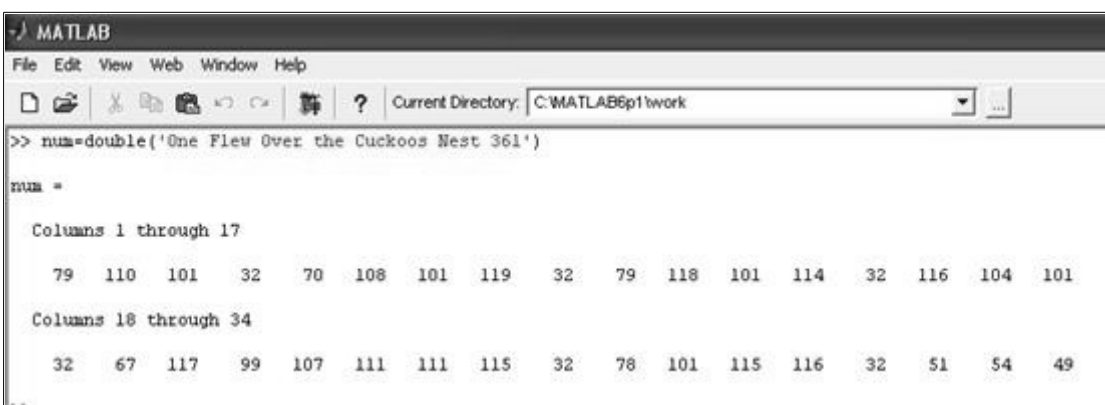 MATLAB
File Edit View Web Window Help
? Current Directory: C:\MATLAB6p1\work ...
>> num=double('One Flew Over the Cuckoos Nest 361')
num =
Columns 1 through 17
79 110 101 32 70 108 101 119 32 79 118 101 114 32 116 104 101
Columns 18 through 34
32 67 117 99 107 111 111 115 32 78 101 115 116 32 51 54 49